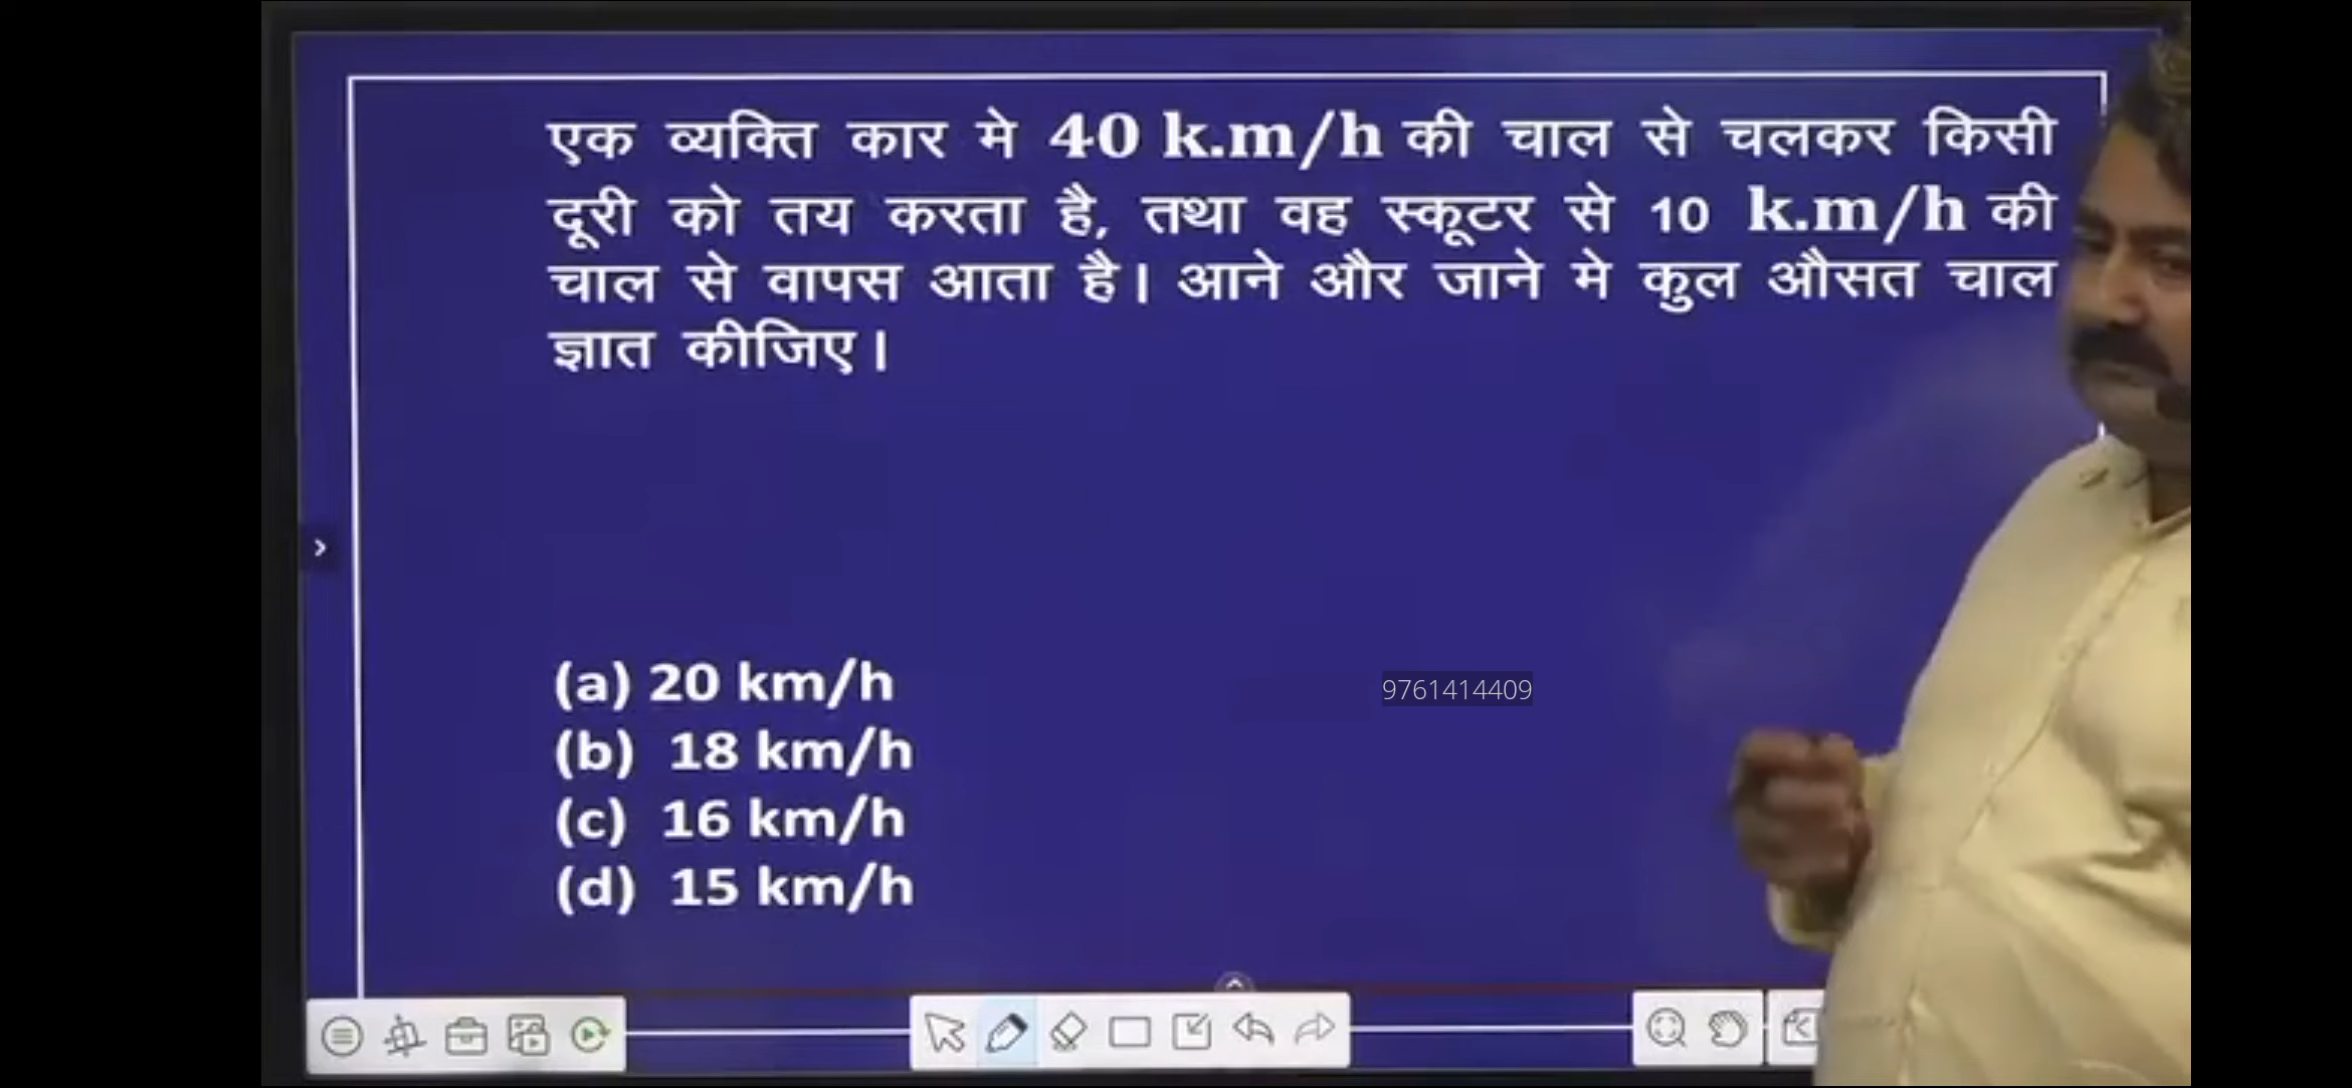 एक व्यक्ति कार मे 40 k.m/h की चाल से चलकर किसी
दूरी को तय करता है, तथा वह स्कूटर से 10 k.m/h की
चाल से वापस आता है। आने और जाने मे कुल औसत चाल
ज्ञात कीजिए।
(a) 20 km/h
(b) 18 km/h
(c) 16 km/h
(d) 15 km/h
9761414409